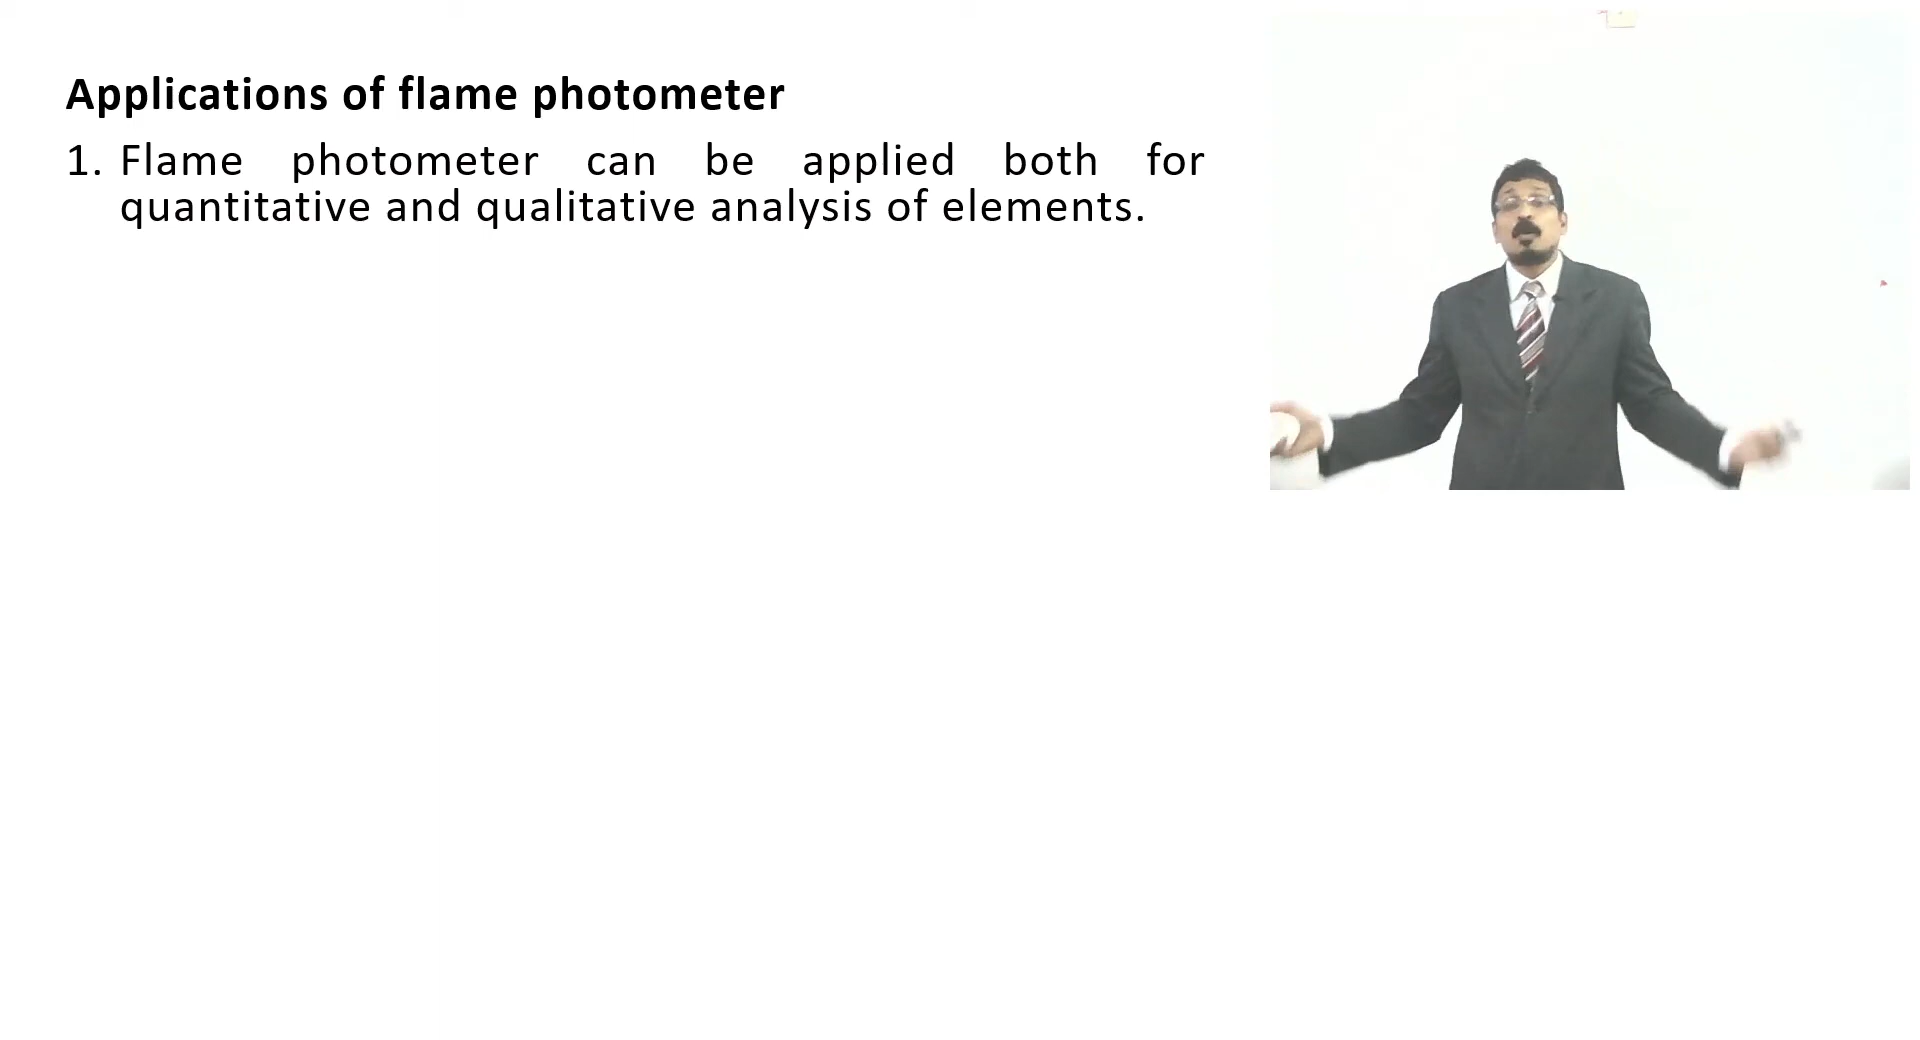 Applications of flame photometer
1. Flame photometer can be applied both for
quantitative and qualitative analysis of elements.